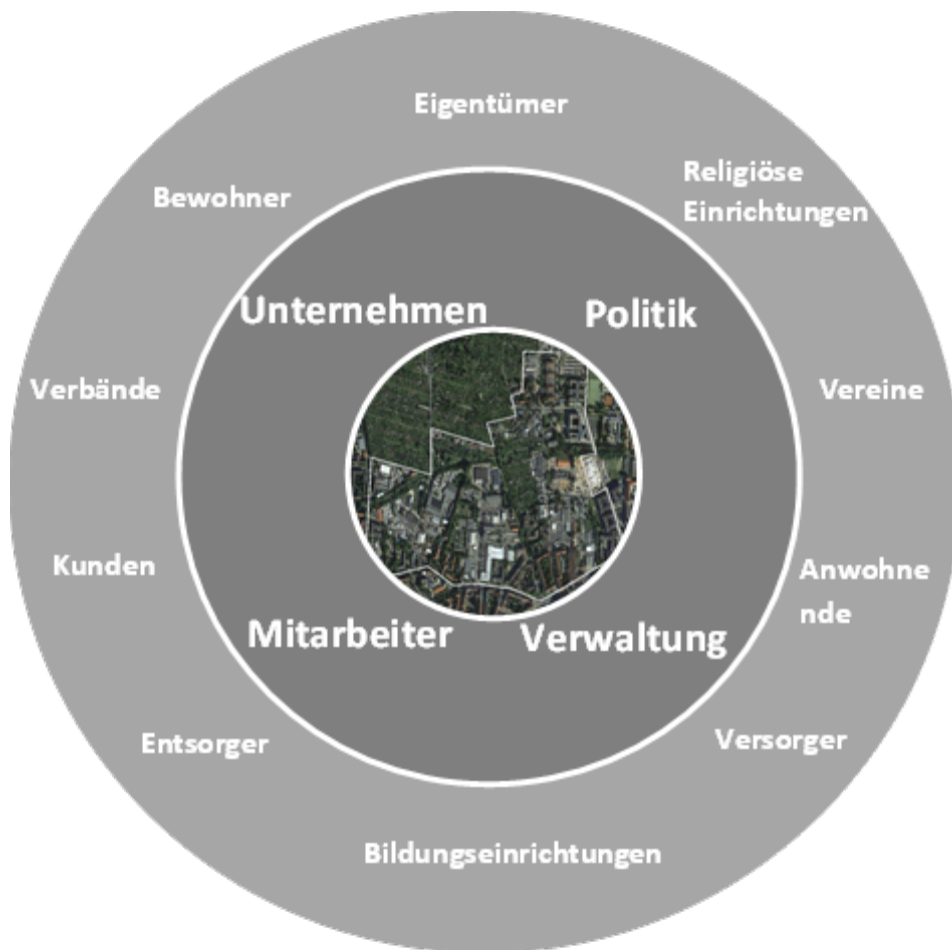 Eigentümer
Religiöse
Einrichtungen
Bewohner
Unternehmen
Politik
Verbände
Vereine
Kunden
Anwohne
nde
Mitarbeiter
Verwaltung
Entsorger
Versorger
Bildungseinrichtungen